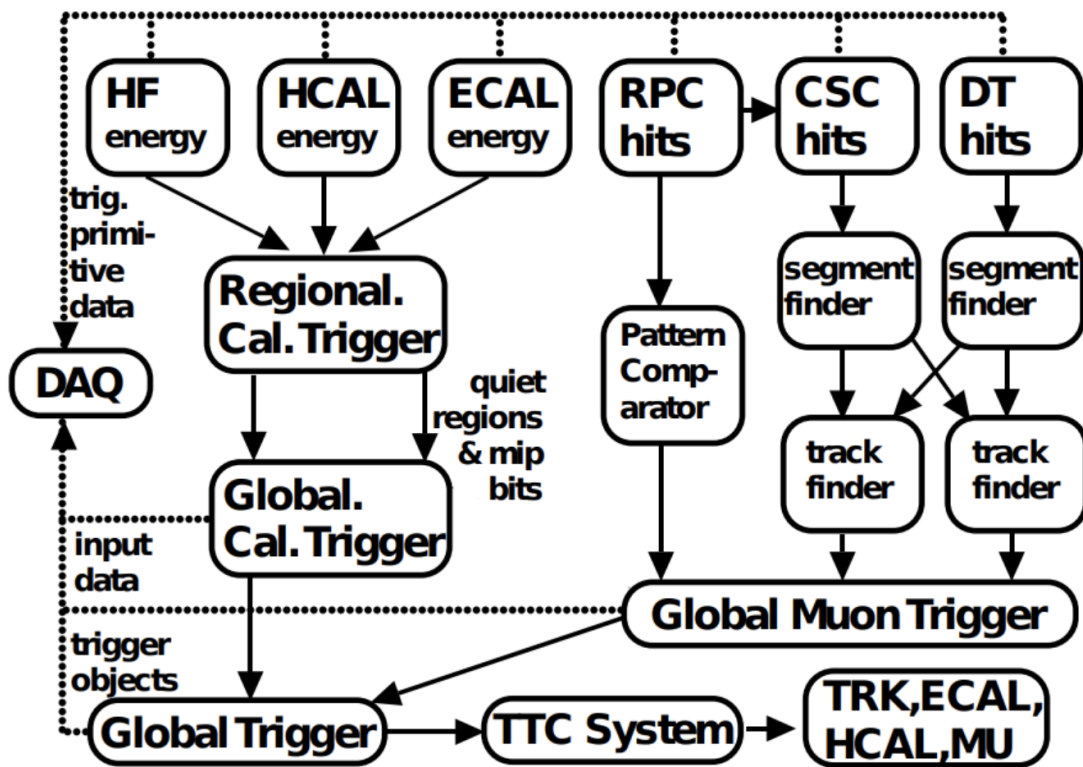 HF
energy
HCAL
energy
ECAL
energy
RPC
hits
CSC
hits
DT
hits
trig.
primi-
tive
data
segment
finder
segment
finder
Regional.
Cal. Trigger
Pattern
Comp-
arator
DAQ
quiet
regions
& mip
bits
track
finder
track
finder
Global.
Cal. Trigger
input
data
Global Muon Trigger
trigger
objects
Global Trigger
TTC System
TRK,ECAL,
HCAL,MU